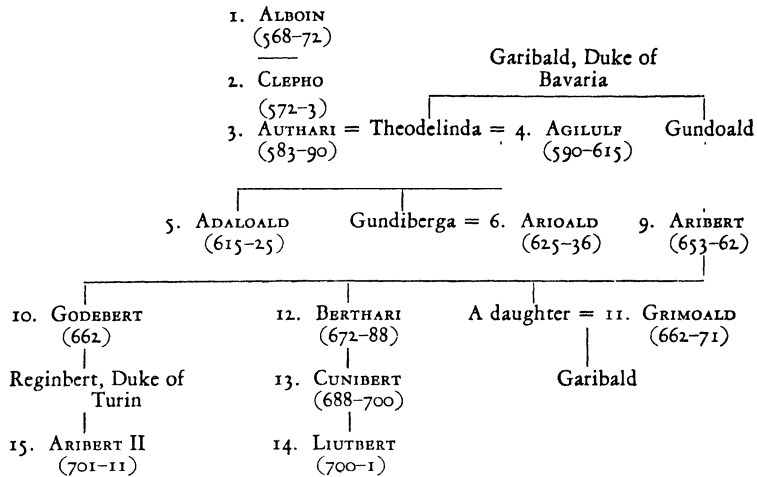 1. ALBOIN
(568–72)
Garibald, Duke of
Bavaria
2. CLEPHO
(572–3)
3. AUTHARI = Theodelinda = 4. AGILULF Gundoald
(583–90) (590–615)
5. ADALOALD Gundiberga = 6. ARIOALD 9. ARIBERT
(615–25) (625–36) (653–62)
10. GODEBERT 12. BERTHARI A daughter = 11. GRIMOALD
(662) (672–88) (662–71)
Reginbert, Duke of 13. CUNIBERT Garibald
Turin (688–700)
15. ARIBERT II 14. LIUTBERT
(701–11) (700–1)